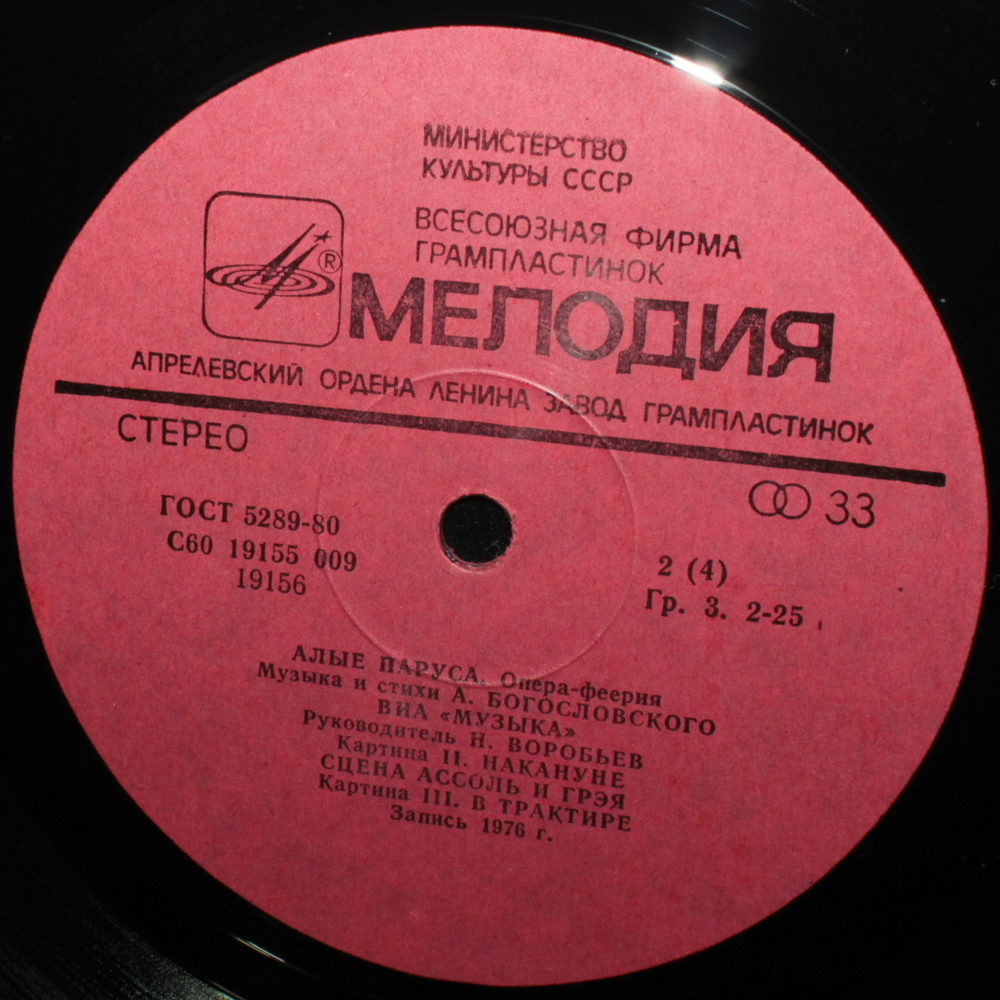 МИНИСТЕРСТВО
КУЛЬТУРЫ СССР
ВСЕСОЮЗНАЯ ФИРМА
ГРАМПЛАСТИНОК
®
МЕЛОДИЯ
АПРЕЛЕВСКИЙ ОРДЕНА ЛЕНИНА ЗАВОД ГРАМПЛАСТИНОК
СТЕРЕО
33
ГОСТ 5289-80
С60 19155 009
19156
2 (4)
Гр. 3. 2-25
АЛЫЕ ПАРУСА. Опера-феерия
Музыка и стихи А. БОГОСЛОВСКОГО
ВИА «МУЗЫКА»
Руководитель Н. ВОРОБЬЕВ
Картина II. НАКАНУНЕ
СЦЕНА АССОЛЬ И ГРЭЯ
Картина III. В ТРАКТИРЕ
Запись 1976 г.